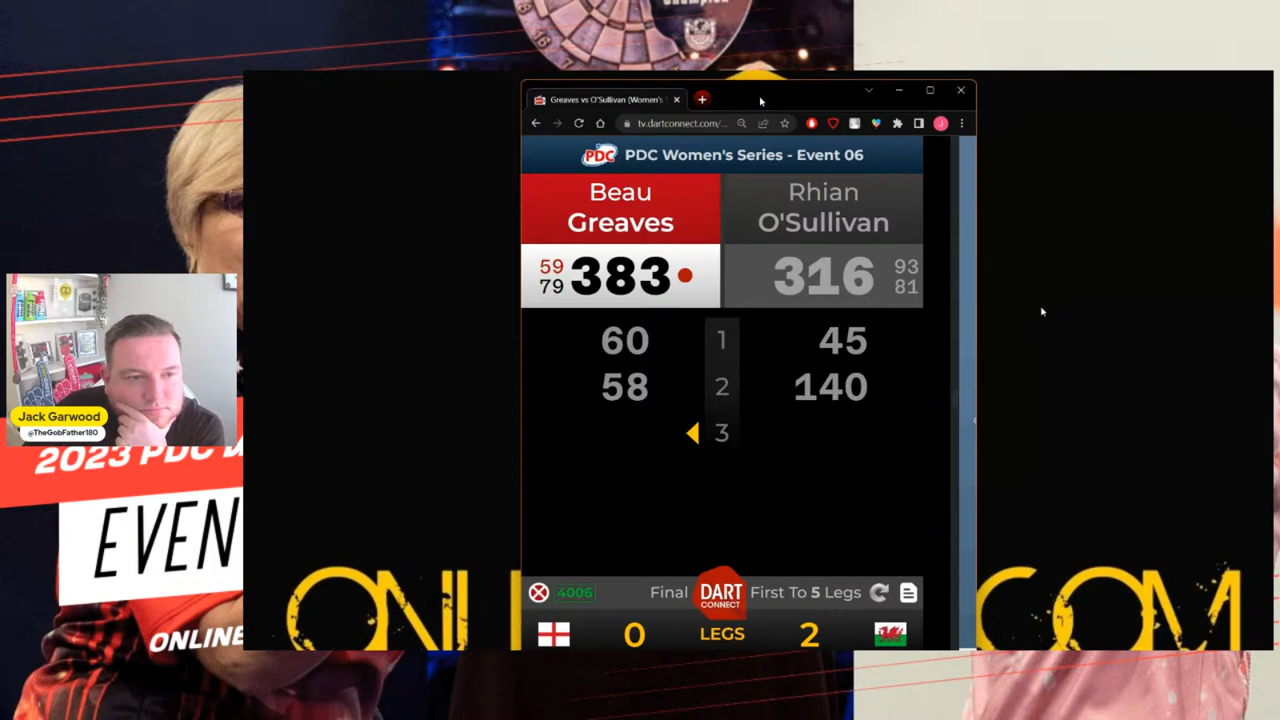 Greaves vs O'Sullivan (Women's
tv.dartconnect.com/...
J
PDC
PDC Women's Series - Event 06
Beau
Greaves
Rhian
O'Sullivan
59
79
383
316
93
81
60 1 45
58 2 140
3
4006
Final
DART
CONNECT
First To 5 Legs
0 LEGS 2
Jack Garwood
@TheGobFather180
2023 PDC W
EVEN
ONLINE
ONLI
COM